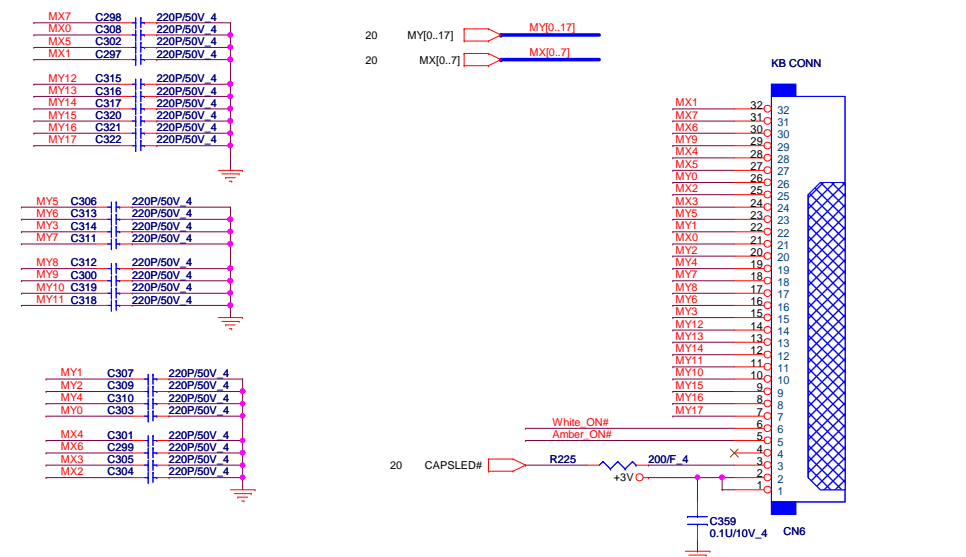 MX7 C298 220P/50V_4
MX0 C308 220P/50V_4
MX5 C302 220P/50V_4
MX1 C297 220P/50V_4
MY12 C315 220P/50V_4
MY13 C316 220P/50V_4
MY14 C317 220P/50V_4
MY15 C320 220P/50V_4
MY16 C321 220P/50V_4
MY17 C322 220P/50V_4
MY5 C306 220P/50V_4
MY6 C313 220P/50V_4
MY3 C314 220P/50V_4
MY7 C311 220P/50V_4
MY8 C312 220P/50V_4
MY9 C300 220P/50V_4
MY10 C319 220P/50V_4
MY11 C318 220P/50V_4
MY1 C307 220P/50V_4
MY2 C309 220P/50V_4
MY4 C310 220P/50V_4
MY0 C303 220P/50V_4
MX4 C301 220P/50V_4
MX6 C299 220P/50V_4
MX3 C305 220P/50V_4
MX2 C304 220P/50V_4
20 MY[0..17] MY[0..17]
20 MX[0..7] MX[0..7]
KB CONN
MX1 32 32
MX7 31 31
MX6 30 30
MY9 29 29
MX4 28 28
MX5 27 27
MY0 26 26
MX2 25 25
MX3 24 24
MY5 23 23
MY1 22 22
MX0 21 21
MY2 20 20
MY4 19 19
MY7 18 18
MY8 17 17
MY6 16 16
MY3 15 15
MY12 14 14
MY13 13 13
MY14 12 12
MY11 11 11
MY10 10 10
MY15 9 9
MY16 8 8
MY17 7 7
White_ON# 6 6
Amber_ON# 5 5
4 4
20 CAPSLED# R225 200/F_4 3 3
+3V 2 2
1 1
C359
0.1U/10V_4
CN6